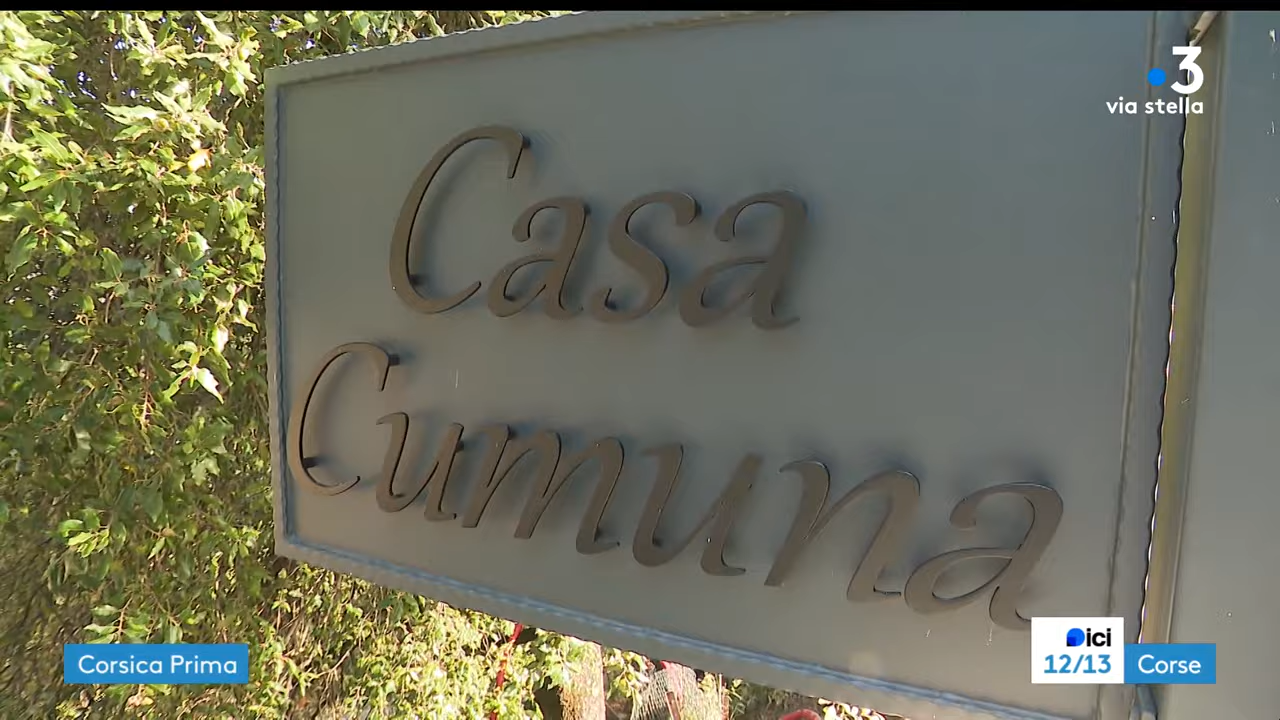 3
via stella
Casa
Cumuna
Corsica Prima
ici
12/13
Corse